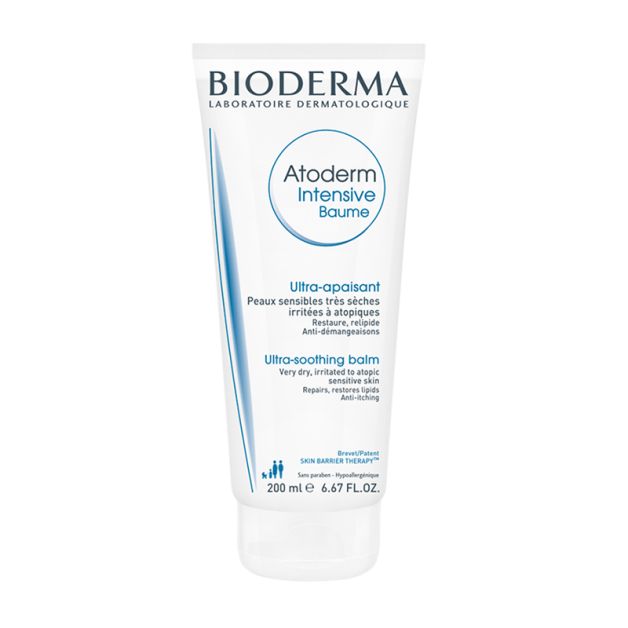 BIODERMA
LABORATOIRE DERMATOLOGIQUE
Atoderm
Intensive
Baume
Ultra-apaisant
Peaux sensibles très sèches
irritées à atopiques
Restaure, relipide
Anti-démangeaisons
Ultra-soothing balm
Very dry, irritated to atopic
sensitive skin
Repairs, restores lipids
Anti-itching
Brevet/Patent
SKIN BARRIER THERAPY™
Sans paraben - Hypoallergénique
200 ml e 6.67 FL.OZ.